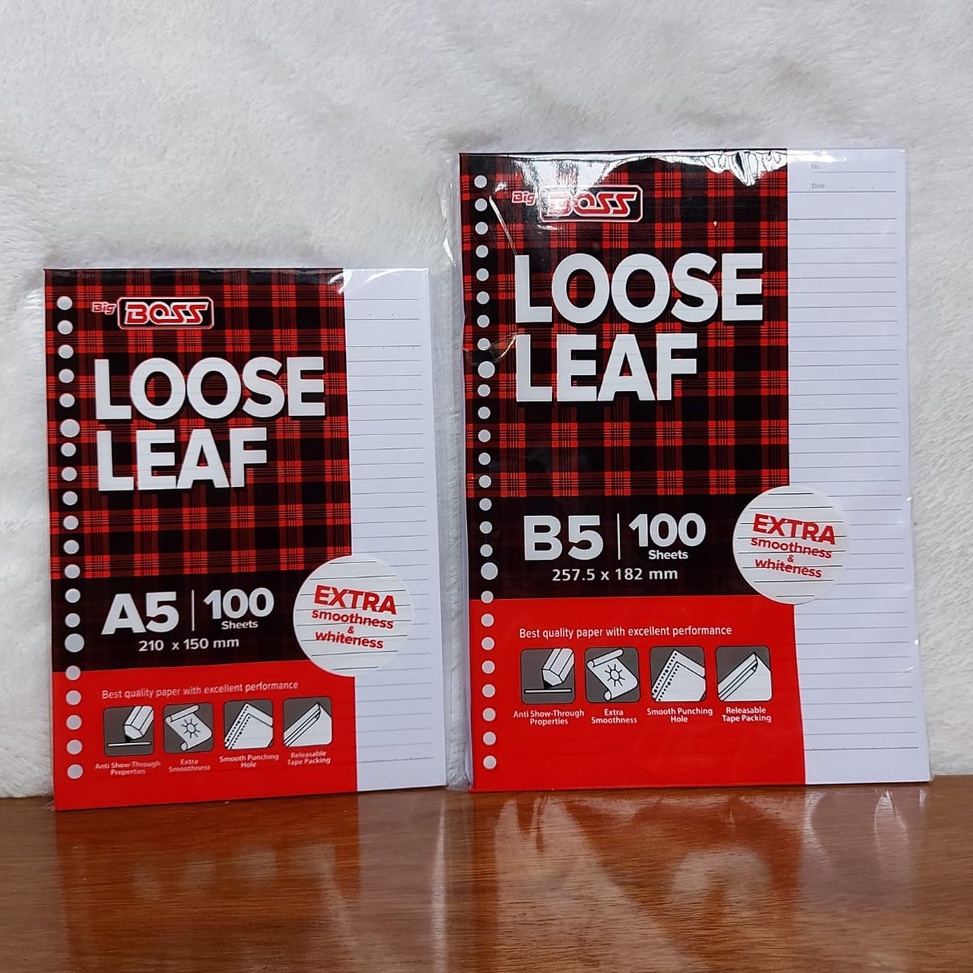 Big BOSS
LOOSE
LEAF
A5 | 100
Sheets
210 x 150 mm
EXTRA
smoothness
&
whiteness
Best quality paper with excellent performance
Anti Show-Through
Properties
Extra
Smoothness
Smooth Punching
Hole
Releasable
Tape Packing
No.
Date
Big BOSS
LOOSE
LEAF
B5 | 100
Sheets
257.5 x 182 mm
EXTRA
smoothness
&
whiteness
Best quality paper with excellent performance
Anti Show-Through
Properties
Extra
Smoothness
Smooth Punching
Hole
Releasable
Tape Packing